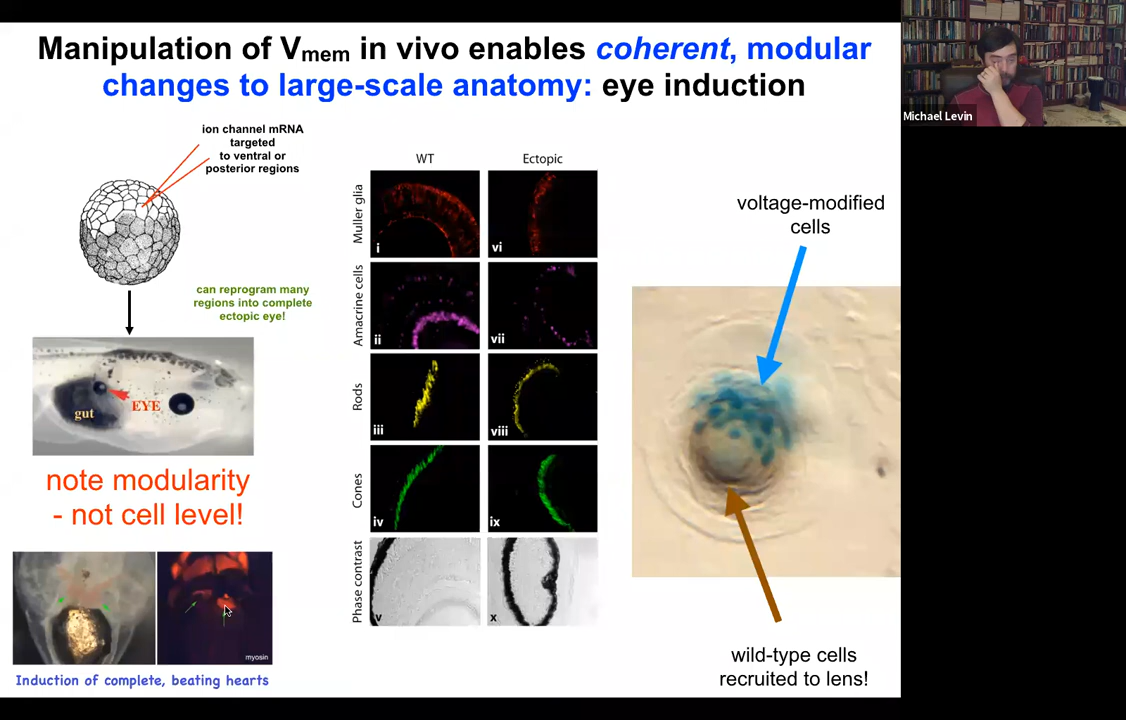 Manipulation of Vmem in vivo enables coherent, modular
changes to large-scale anatomy: eye induction
Michael Levin
ion channel mRNA
targeted
to ventral or
posterior regions
can reprogram many
regions into complete
ectopic eye!
gut
EYE
note modularity
- not cell level!
myosin
Induction of complete, beating hearts
WT
Ectopic
Muller glia
i
vi
Amacrine cells
ii
vii
Rods
iii
viii
Cones
iv
ix
Phase contrast
v
x
voltage-modified
cells
wild-type cells
recruited to lens!